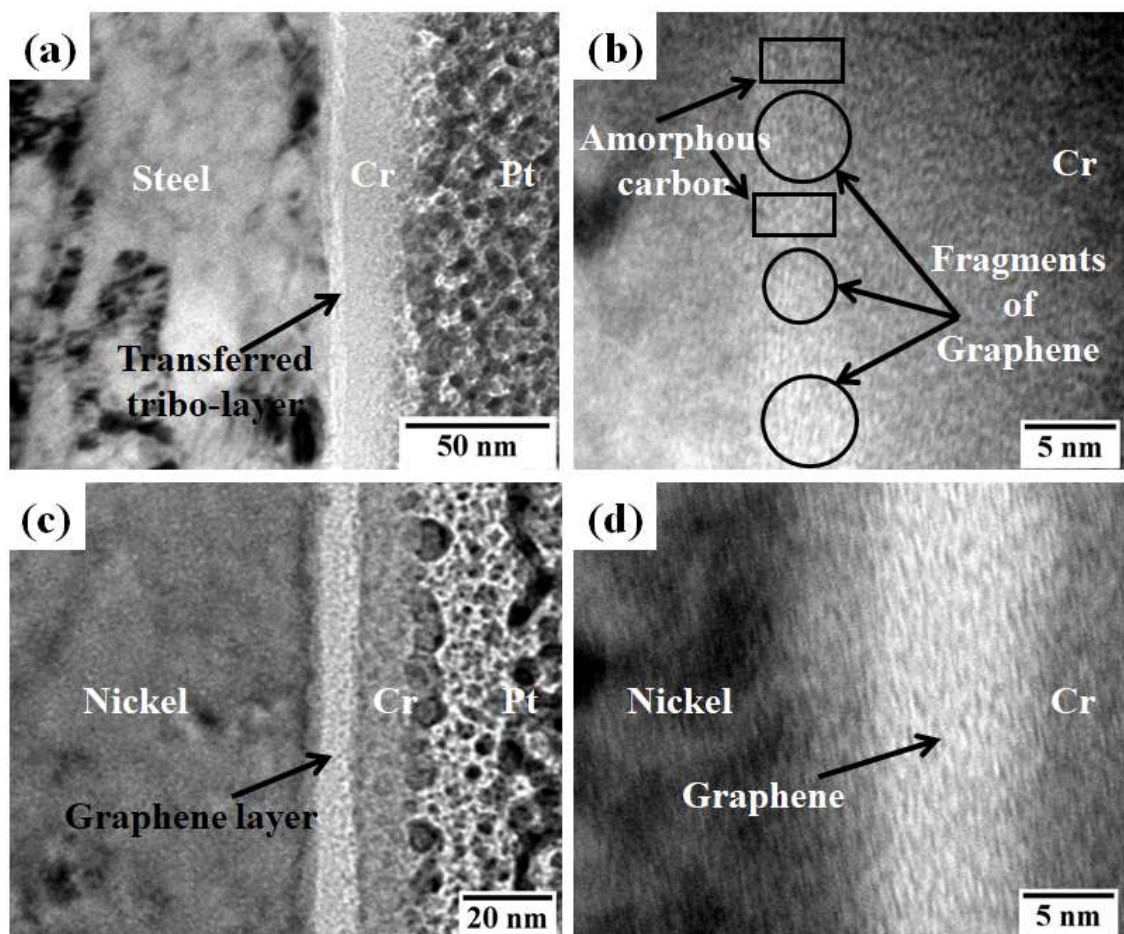 (a)
Steel
Cr
Pt
Transferred
tribo-layer
50 nm
(b)
Amorphous
carbon
Cr
Fragments
of
Graphene
5 nm
(c)
Nickel
Cr
Pt
Graphene layer
20 nm
(d)
Nickel
Cr
Graphene
5 nm